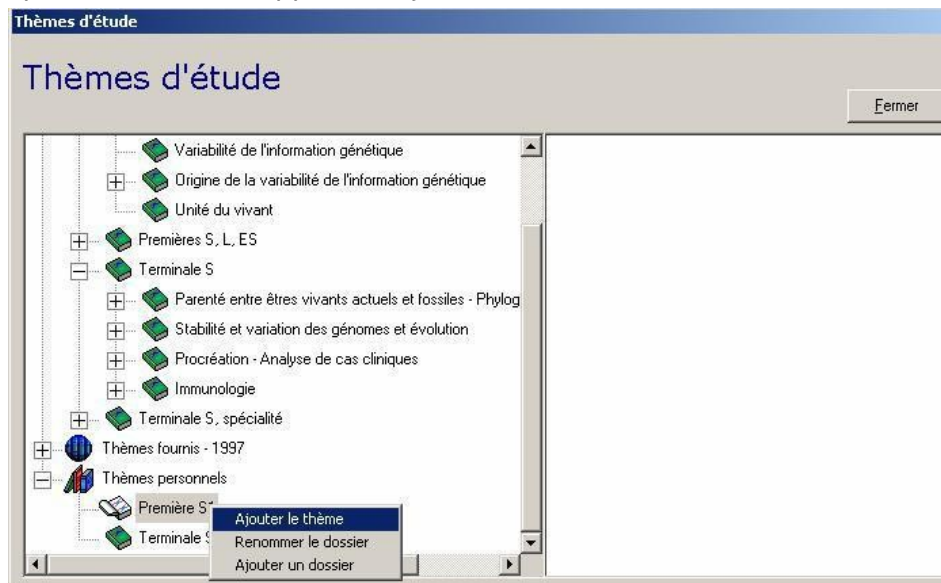 Thèmes d'étude
Thèmes d'étude
Fermer
Variabilité de l'information génétique
Origine de la variabilité de l'information génétique
Unité du vivant
Premières S, L, ES
Terminale S
Parenté entre êtres vivants actuels et fossiles - Phylog
Stabilité et variation des génomes et évolution
Procréation - Analyse de cas cliniques
Immunologie
Terminale S, spécialité
Thèmes fournis - 1997
Thèmes personnels
Première S1
Ajouter le thème
Terminale S
Renommer le dossier
Ajouter un dossier